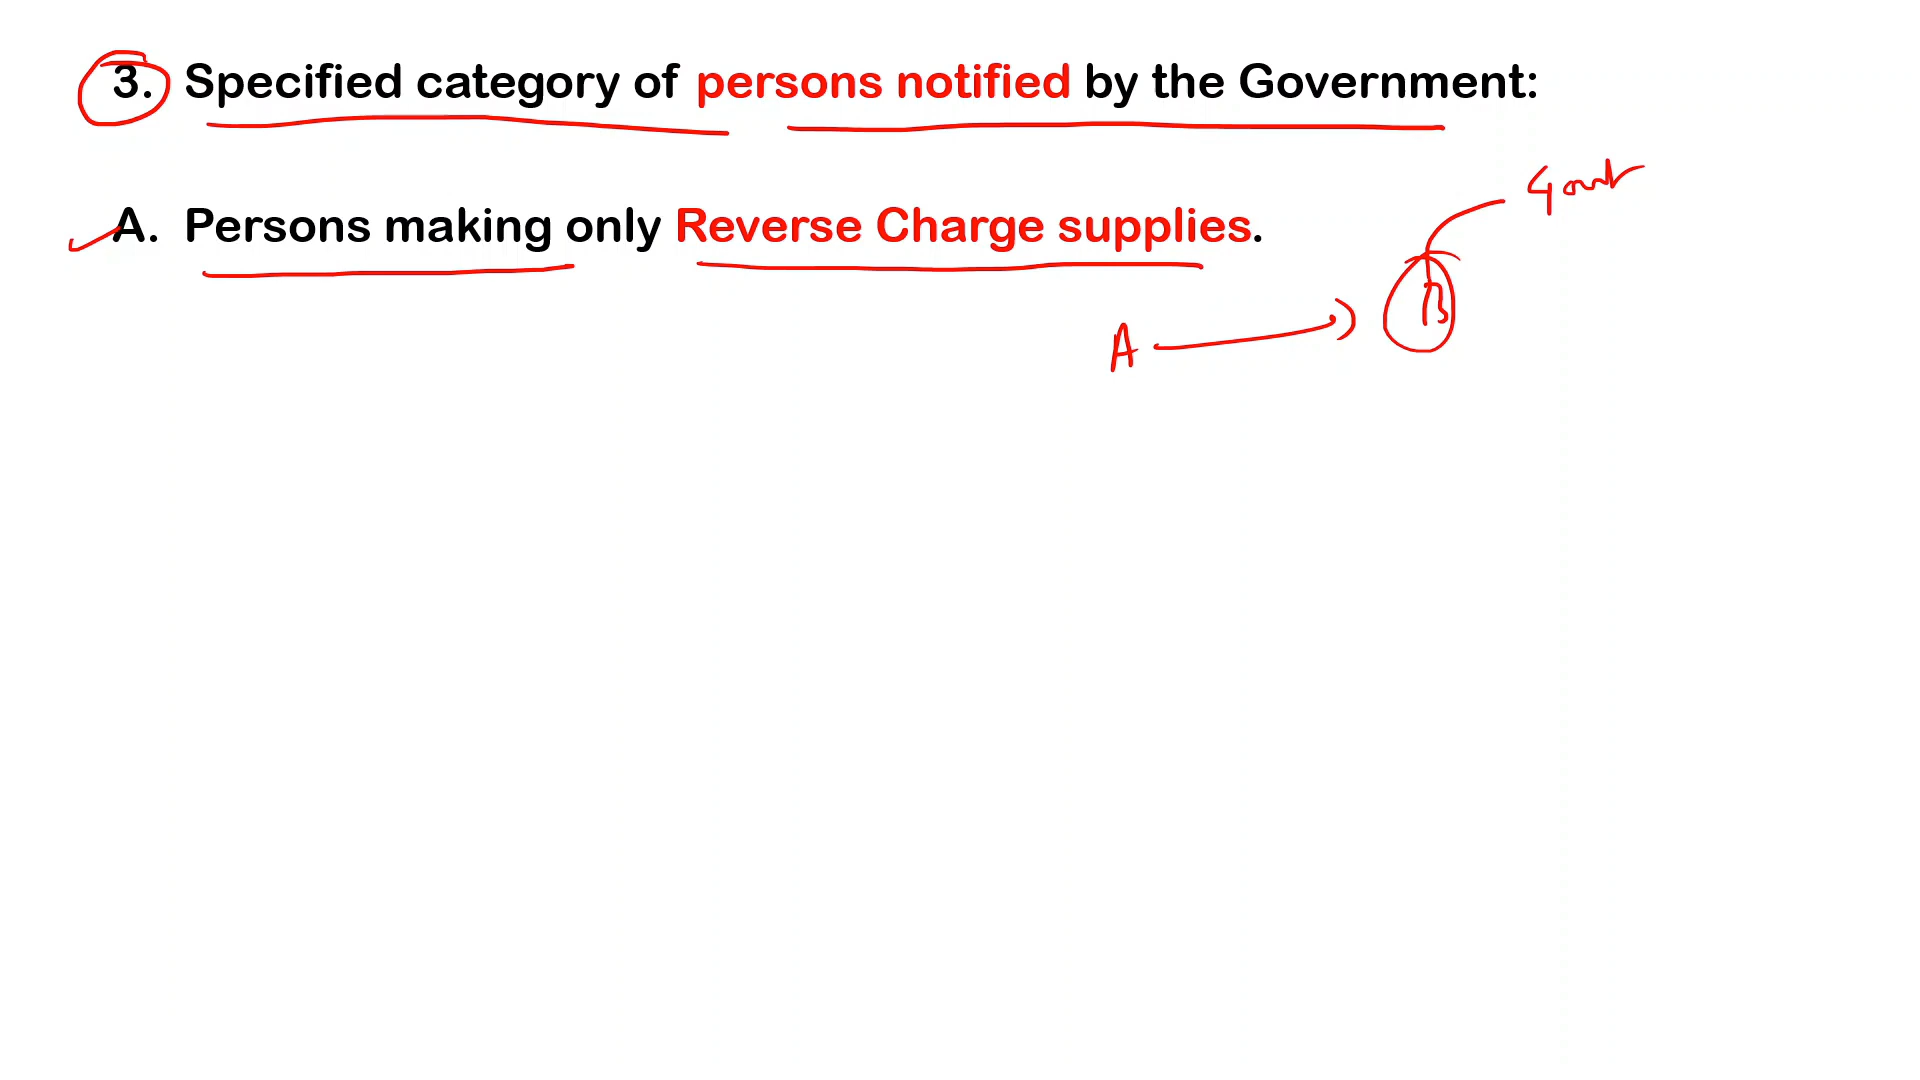 3. Specified category of persons notified by the Government:
Govt
A. Persons making only Reverse Charge supplies.
B
A